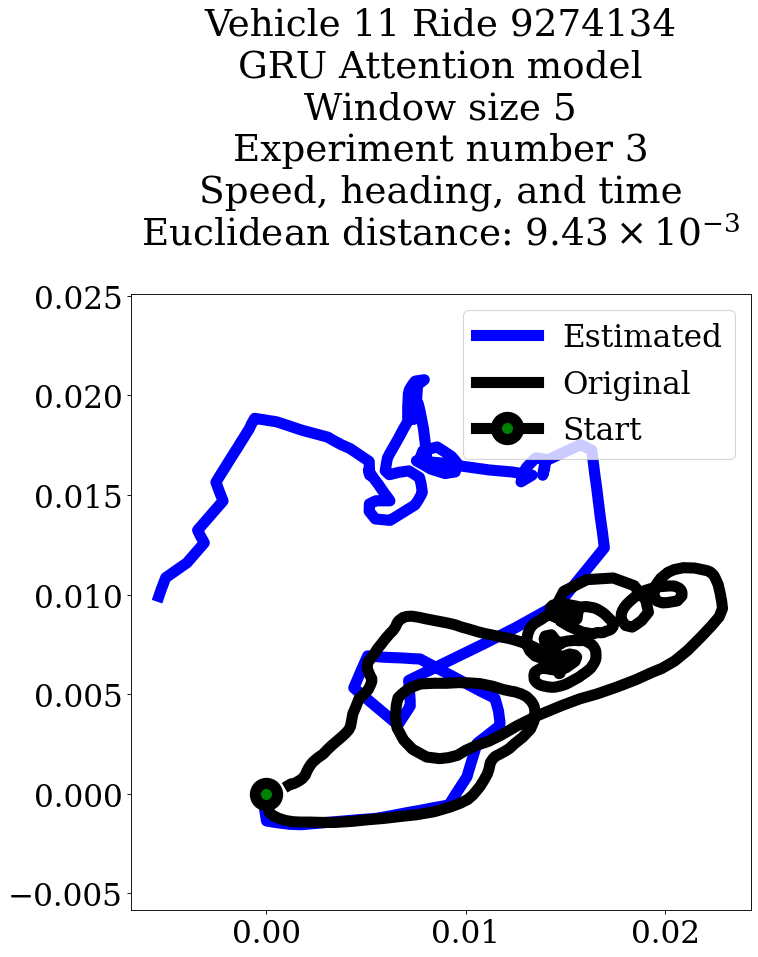 Vehicle 11 Ride 9274134
GRU Attention model
Window size 5
Experiment number 3
Speed, heading, and time
Euclidean distance: 9.43 × 10⁻³
0.025
Estimated
0.020
Original
Start
0.015
0.010
0.005
0.000
−0.005
0.00 0.01 0.02